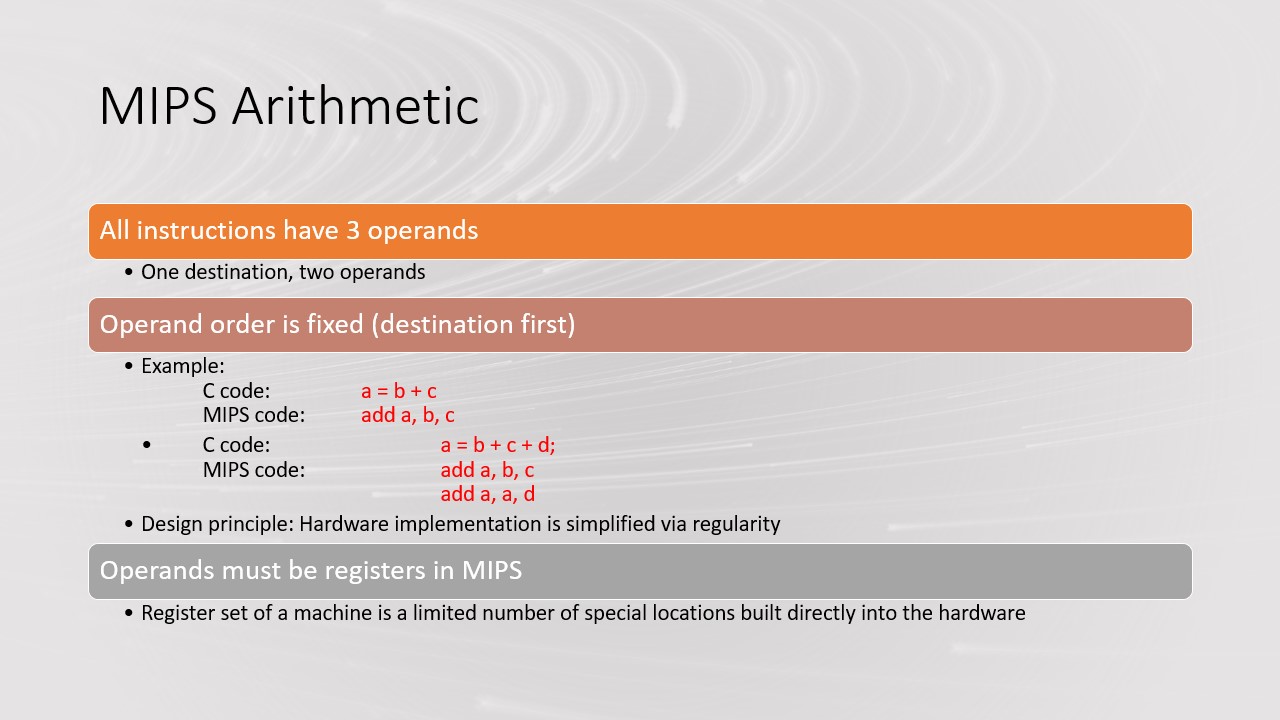 MIPS Arithmetic
All instructions have 3 operands
• One destination, two operands
Operand order is fixed (destination first)
• Example:
C code: a = b + c
MIPS code: add a, b, c
• C code: a = b + c + d;
MIPS code: add a, b, c
add a, a, d
• Design principle: Hardware implementation is simplified via regularity
Operands must be registers in MIPS
• Register set of a machine is a limited number of special locations built directly into the hardware